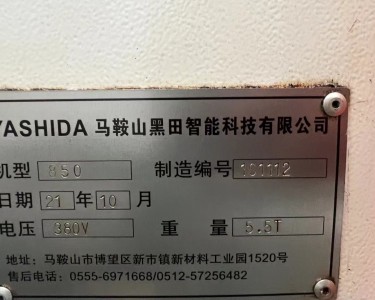 YASHIDA 马鞍山黑田智能科技有限公司
机型 850 制造编号 101112
日期 21 年 10 月
电压 380V 重量 5.5T
地址：马鞍山市博望区新市镇新材料工业园1520号
售后电话：0555-6971668/0512-57256482